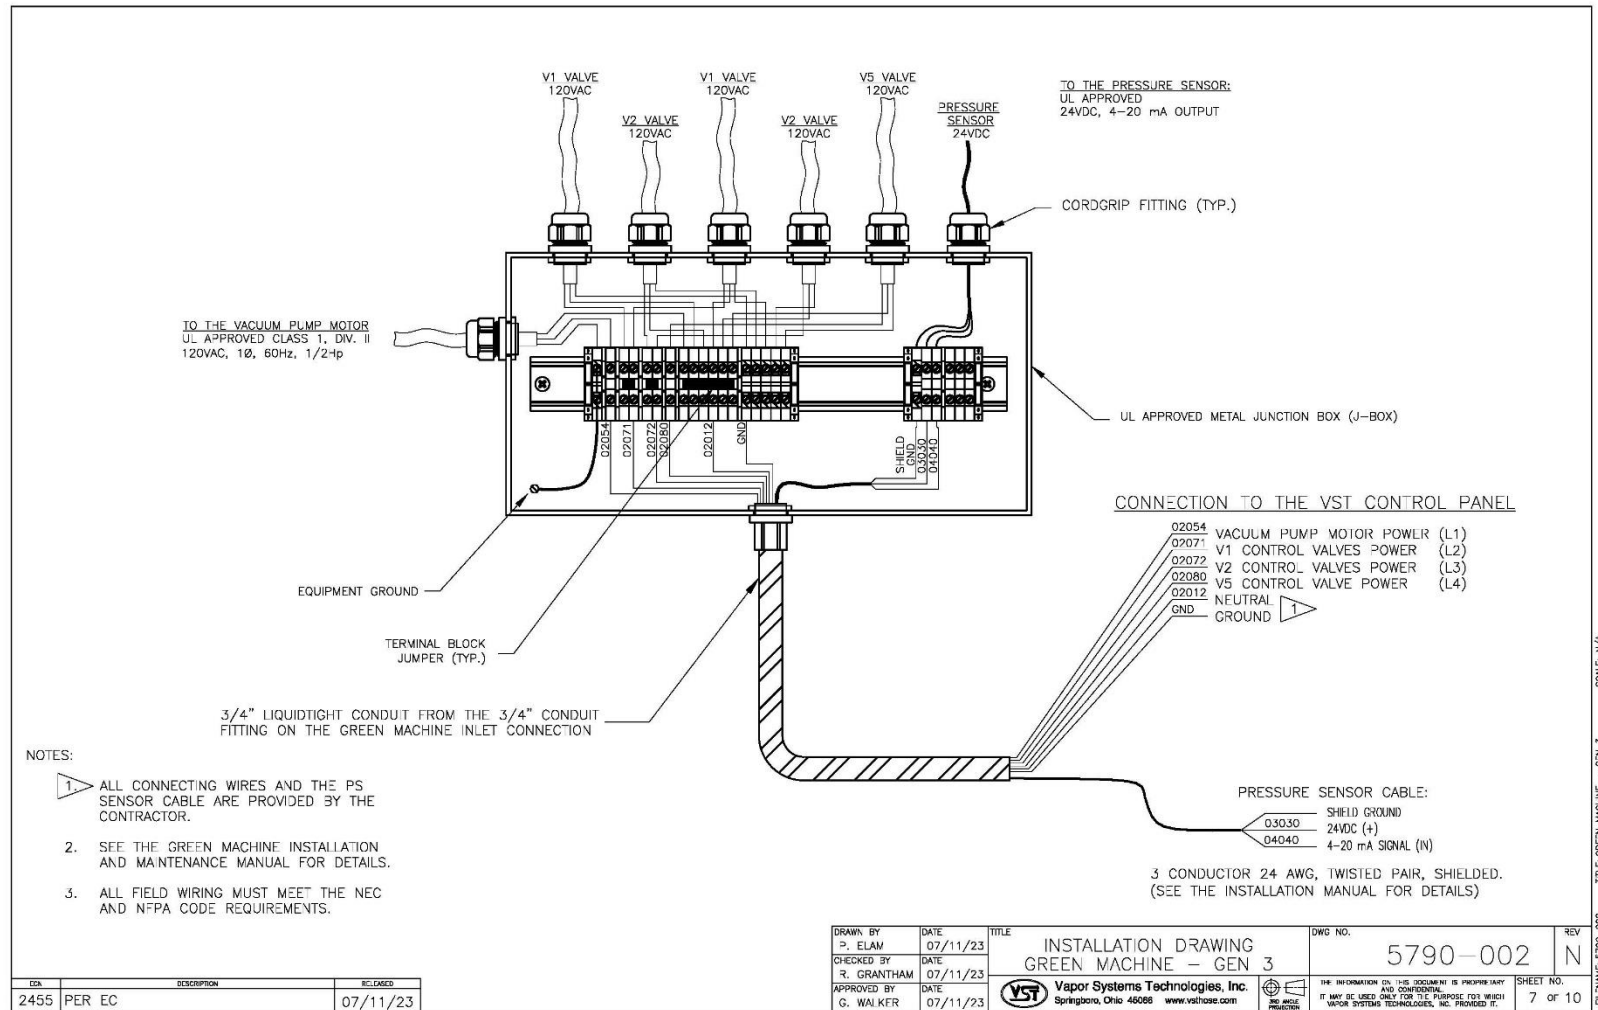 V1 VALVE
120VAC
V2 VALVE
120VAC
V1 VALVE
120VAC
V2 VALVE
120VAC
V5 VALVE
120VAC
PRESSURE
SENSOR
24VDC
TO THE PRESSURE SENSOR:
UL APPROVED
24VDC, 4-20 mA OUTPUT
CORDGRIP FITTING (TYP.)
TO THE VACUUM PUMP MOTOR
UL APPROVED CLASS 1, DIV. II
120VAC, 1Ø, 60Hz, 1/2Hp
UL APPROVED METAL JUNCTION BOX (J-BOX)
02054
02071
02072
02080
02012
GND
SHIELD
GND
03030
04040
EQUIPMENT GROUND
TERMINAL BLOCK
JUMPER (TYP.)
3/4" LIQUIDTIGHT CONDUIT FROM THE 3/4" CONDUIT
FITTING ON THE GREEN MACHINE INLET CONNECTION
CONNECTION TO THE VST CONTROL PANEL
02054 VACUUM PUMP MOTOR POWER (L1)
02071 V1 CONTROL VALVES POWER (L2)
02072 V2 CONTROL VALVES POWER (L3)
02080 V5 CONTROL VALVE POWER (L4)
02012 NEUTRAL
GND GROUND 1
PRESSURE SENSOR CABLE:
SHIELD GROUND
03030 24VDC (+)
04040 4-20 mA SIGNAL (IN)
3 CONDUCTOR 24 AWG, TWISTED PAIR, SHIELDED.
(SEE THE INSTALLATION MANUAL FOR DETAILS)
NOTES:
1. ALL CONNECTING WIRES AND THE PS
SENSOR CABLE ARE PROVIDED BY THE
CONTRACTOR.
2. SEE THE GREEN MACHINE INSTALLATION
AND MAINTENANCE MANUAL FOR DETAILS.
3. ALL FIELD WIRING MUST MEET THE NEC
AND NFPA CODE REQUIREMENTS.
ECN DESCRIPTION RELEASED
2455 PER EC 07/11/23
DRAWN BY DATE
P. ELAM 07/11/23
CHECKED BY DATE
R. GRANTHAM 07/11/23
APPROVED BY DATE
G. WALKER 07/11/23
TITLE
INSTALLATION DRAWING
GREEN MACHINE - GEN 3
VST
Vapor Systems Technologies, Inc.
Springboro, Ohio 45066 www.vsthose.com
3RD ANGLE
PROJECTION
DWG NO.
5790-002
REV
N
THE INFORMATION ON THIS DOCUMENT IS PROPRIETARY
AND CONFIDENTIAL.
IT MAY BE USED ONLY FOR THE PURPOSE FOR WHICH
VAPOR SYSTEMS TECHNOLOGIES, INC. PROVIDED IT.
SHEET NO.
7 OF 10